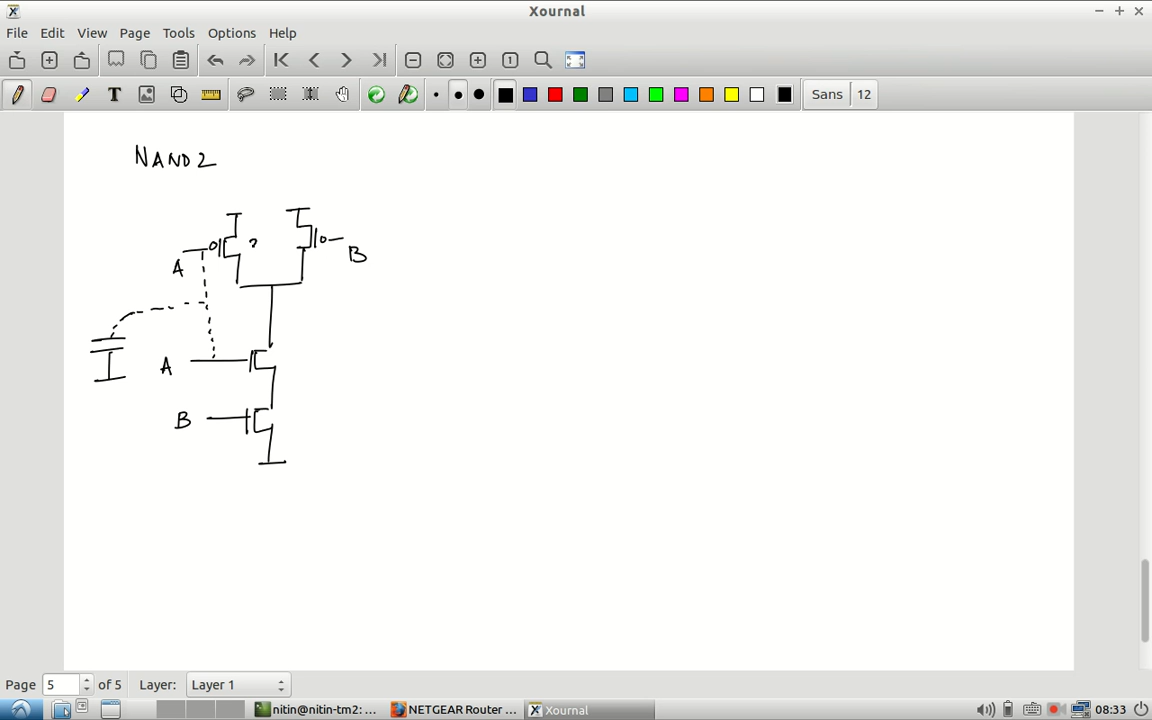 Xournal
File Edit View Page Tools Options Help
Sans 12
NAND2
A
B
A
B
Page 5 of 5 Layer: Layer 1
nitin@nitin-tm2: ... NETGEAR Router ... Xournal 08:33